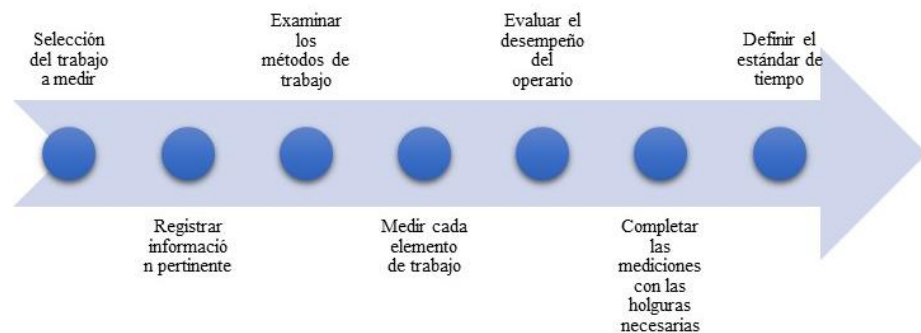 Selección
del trabajo
a medir
Registrar
informació
n pertinente
Examinar
los
métodos de
trabajo
Medir cada
elemento
de trabajo
Evaluar el
desempeño
del
operario
Completar
las
mediciones
con las
holguras
necesarias
Definir el
estándar de
tiempo